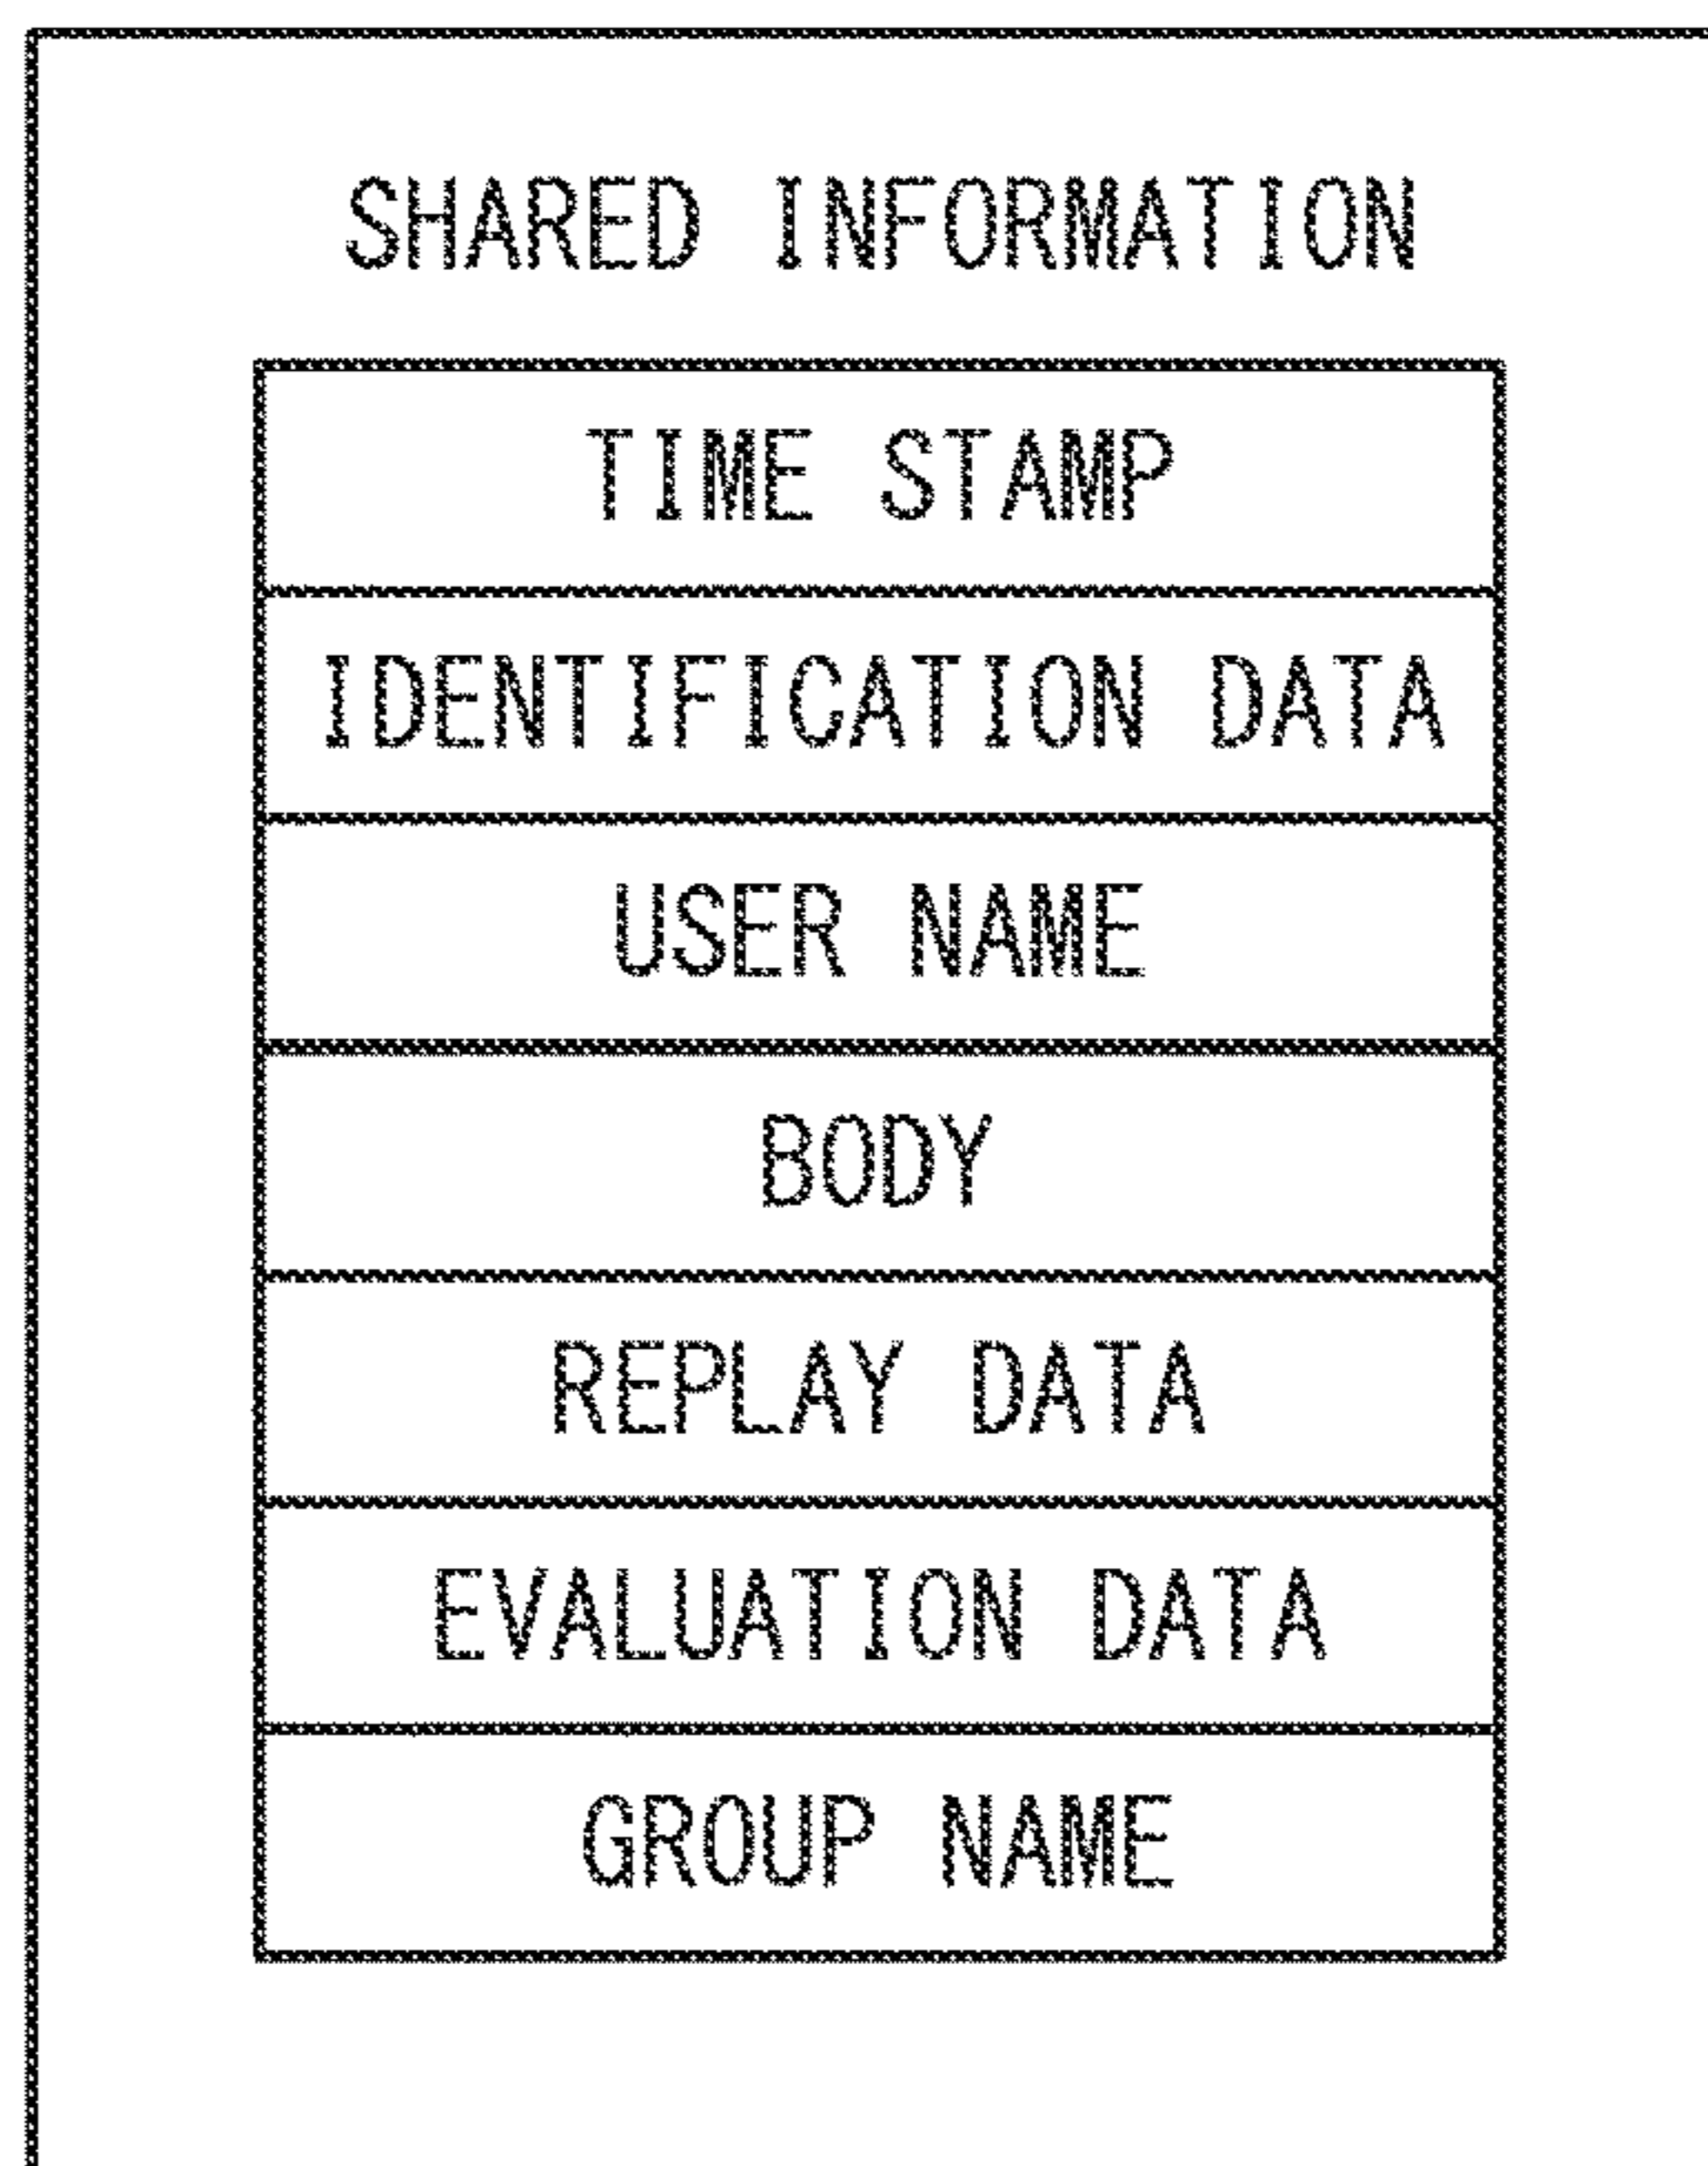 SHARED INFORMATION
TIME STAMP
IDENTIFICATION DATA
USER NAME
BODY
REPLAY DATA
EVALUATION DATA
GROUP NAME